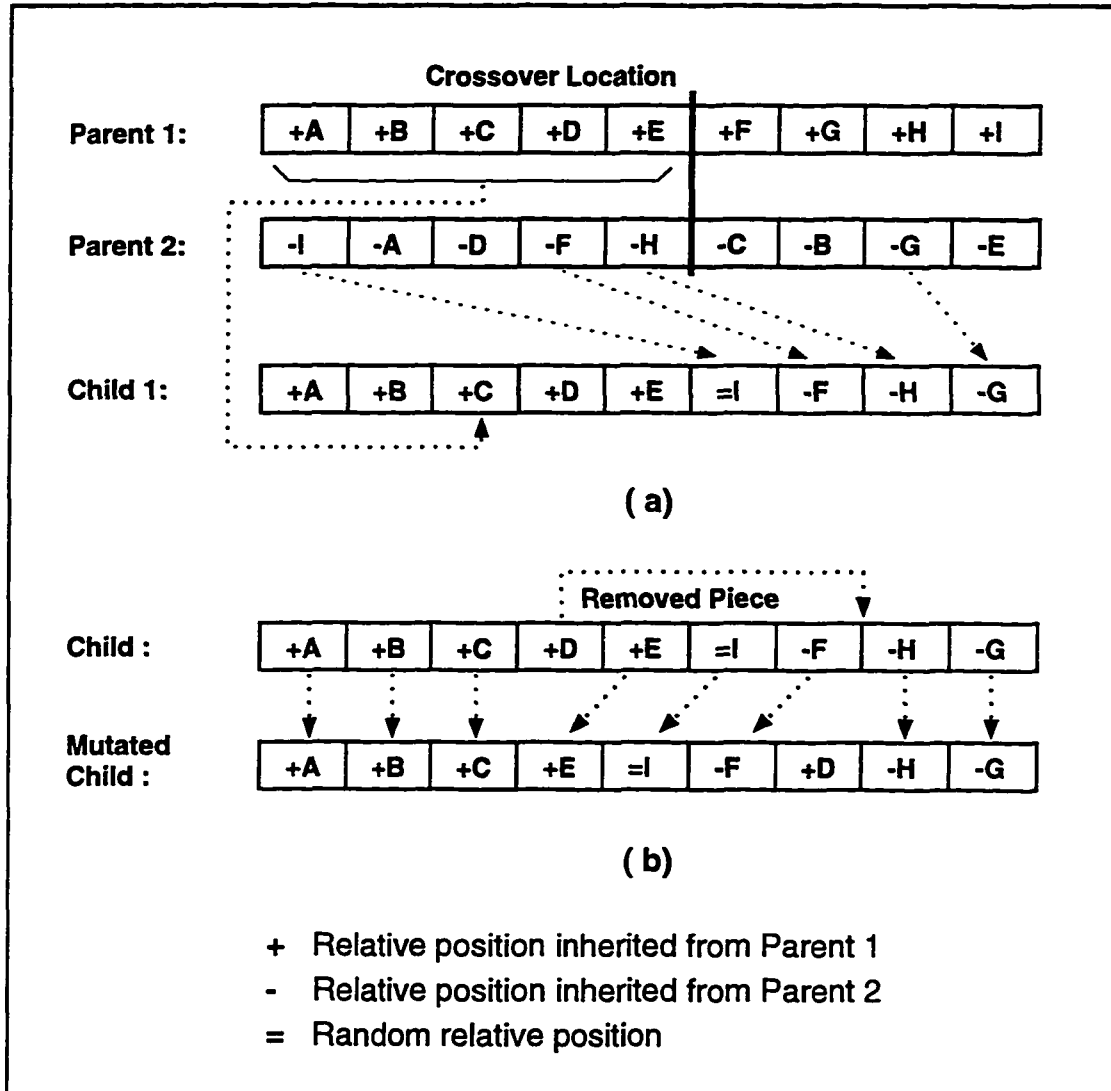 Crossover Location
Parent 1: +A +B +C +D +E +F +G +H +I
Parent 2: -I -A -D -F -H -C -B -G -E
Child 1: +A +B +C +D +E =I -F -H -G
( a)
Removed Piece
Child : +A +B +C +D +E =I -F -H -G
Mutated
Child : +A +B +C +E =I -F +D -H -G
( b)
+ Relative position inherited from Parent 1
- Relative position inherited from Parent 2
= Random relative position